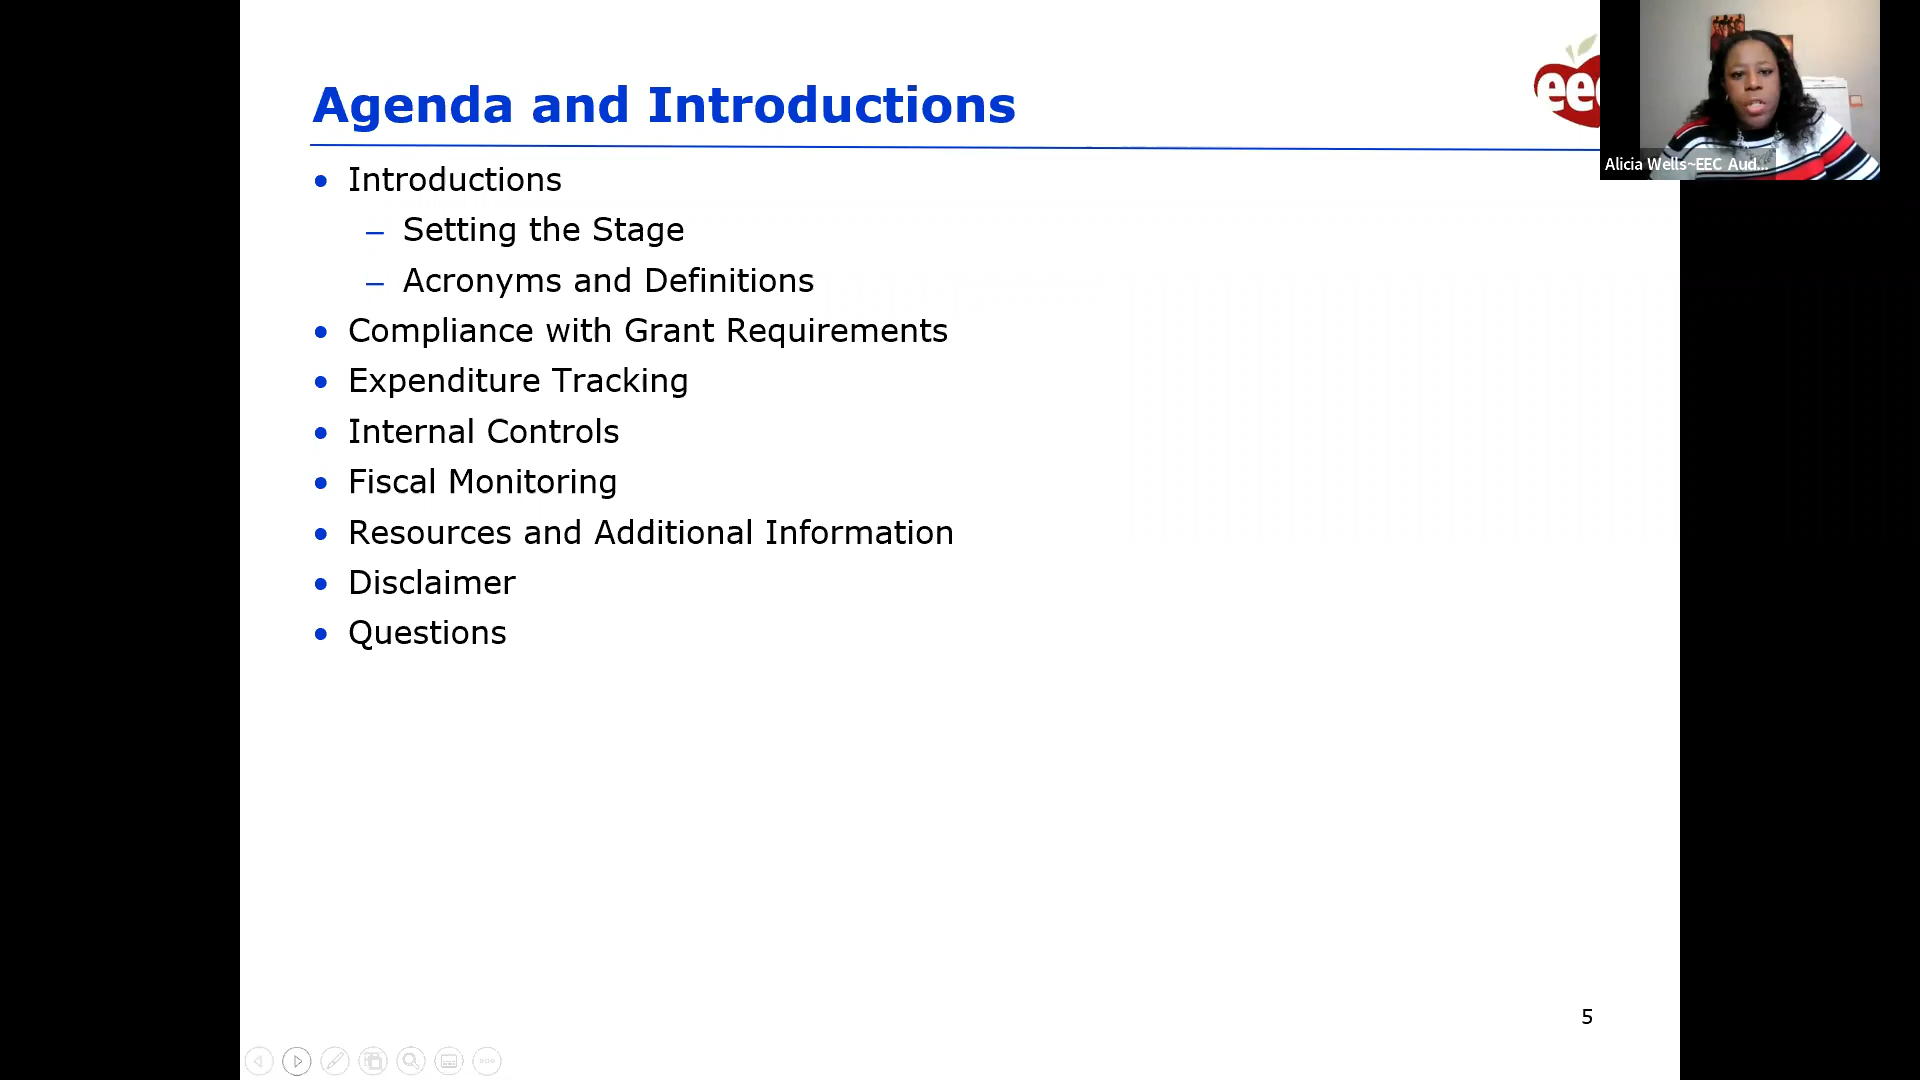 Agenda and Introductions
eec
Alicia Wells~EEC Aud...
• Introductions
– Setting the Stage
– Acronyms and Definitions
• Compliance with Grant Requirements
• Expenditure Tracking
• Internal Controls
• Fiscal Monitoring
• Resources and Additional Information
• Disclaimer
• Questions
5